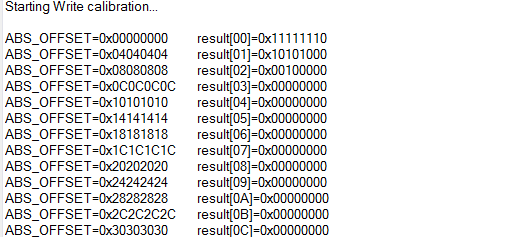 Starting Write calibration...
ABS_OFFSET=0x00000000 result[00]=0x11111110
ABS_OFFSET=0x04040404 result[01]=0x10101000
ABS_OFFSET=0x08080808 result[02]=0x00100000
ABS_OFFSET=0x0C0C0C0C result[03]=0x00000000
ABS_OFFSET=0x10101010 result[04]=0x00000000
ABS_OFFSET=0x14141414 result[05]=0x00000000
ABS_OFFSET=0x18181818 result[06]=0x00000000
ABS_OFFSET=0x1C1C1C1C result[07]=0x00000000
ABS_OFFSET=0x20202020 result[08]=0x00000000
ABS_OFFSET=0x24242424 result[09]=0x00000000
ABS_OFFSET=0x28282828 result[0A]=0x00000000
ABS_OFFSET=0x2C2C2C2C result[0B]=0x00000000
ABS_OFFSET=0x30303030 result[0C]=0x00000000